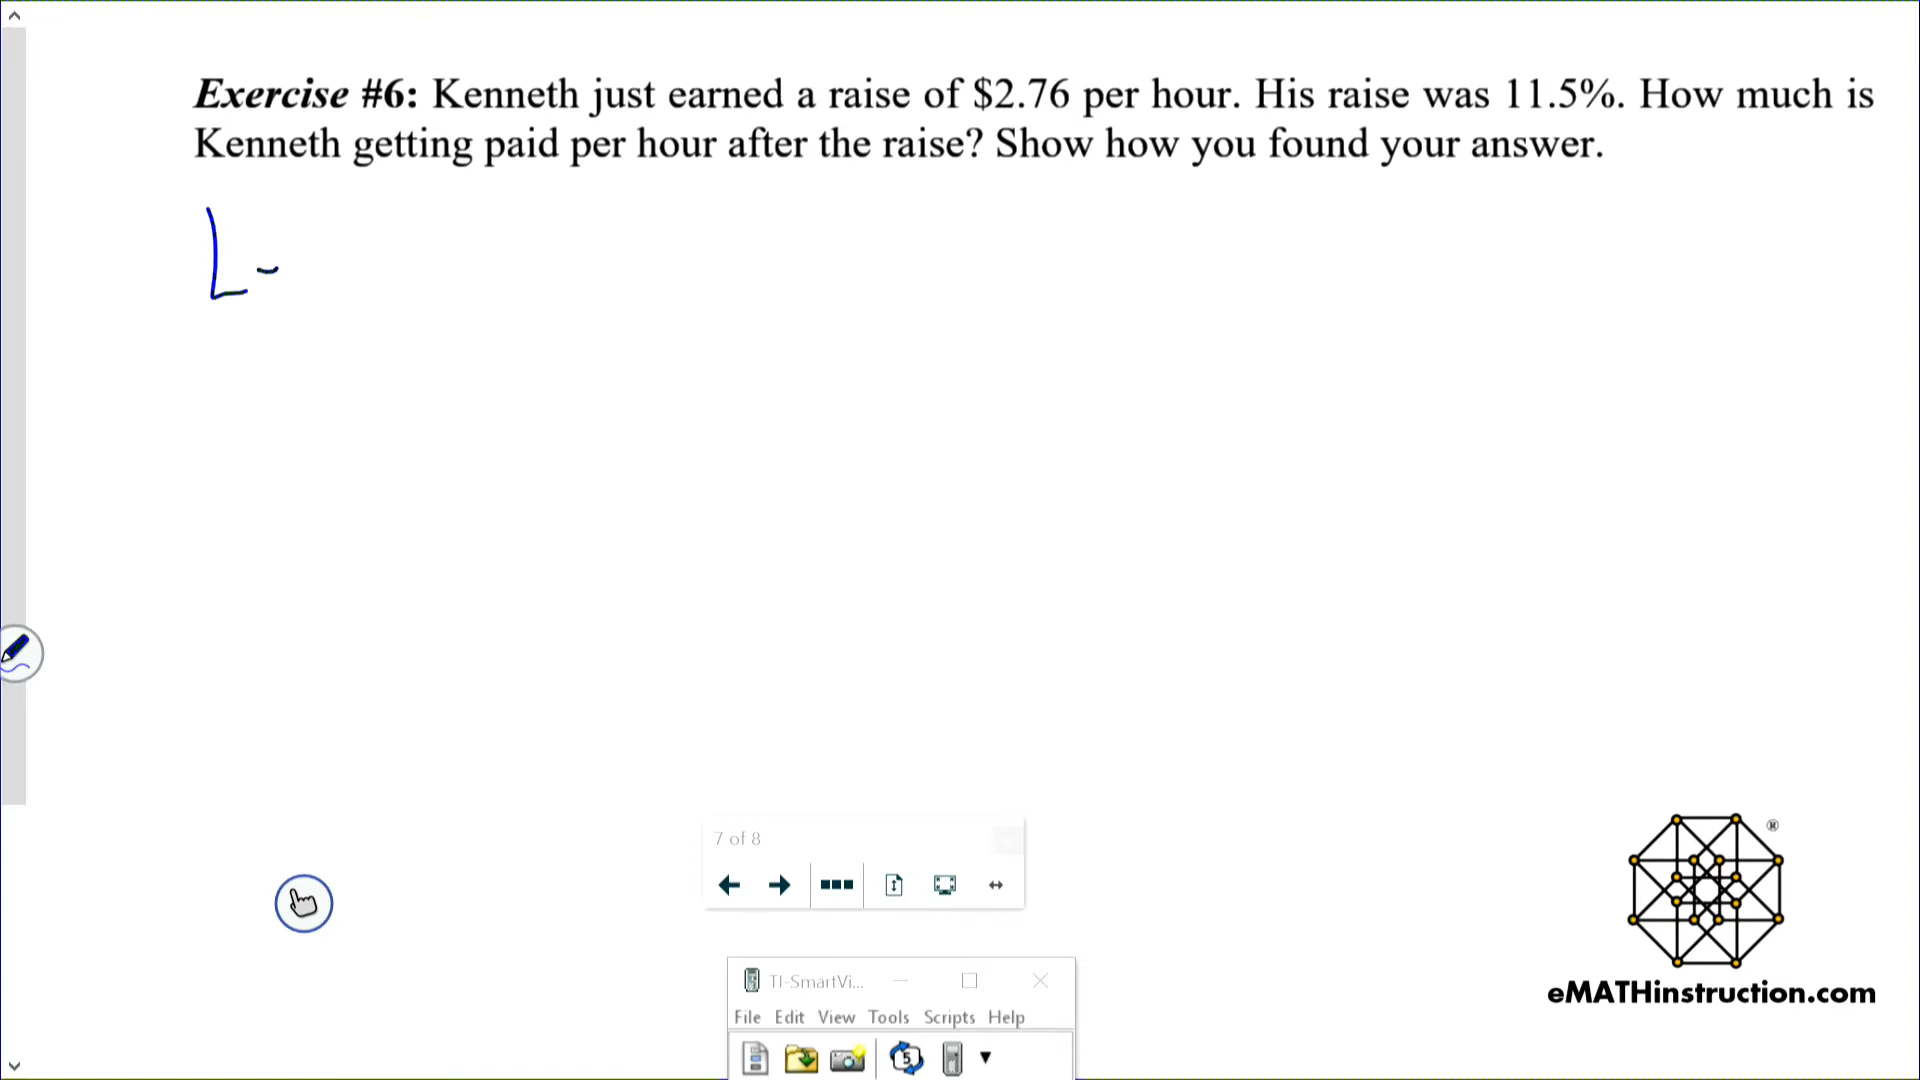 Exercise #6: Kenneth just earned a raise of $2.76 per hour. His raise was 11.5%. How much is
Kenneth getting paid per hour after the raise? Show how you found your answer.
L
7 of 8
®
eMATHinstruction.com
TI-SmartVi...
File Edit View Tools Scripts Help
5